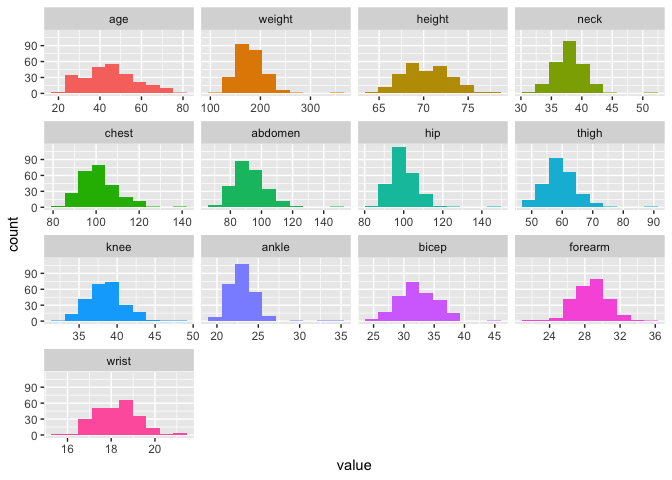 age weight height neck
90
60
30
0
20 40 60 80 100 200 300 65 70 75 30 35 40 45 50
chest abdomen hip thigh
90
60
30
0
80 100 120 140 80 100 120 140 80 100 120 140 50 60 70 80 90
knee ankle bicep forearm
90
60
30
0
35 40 45 50 20 25 30 35 25 30 35 40 45 24 28 32 36
wrist
90
60
30
0
16 18 20
count
value